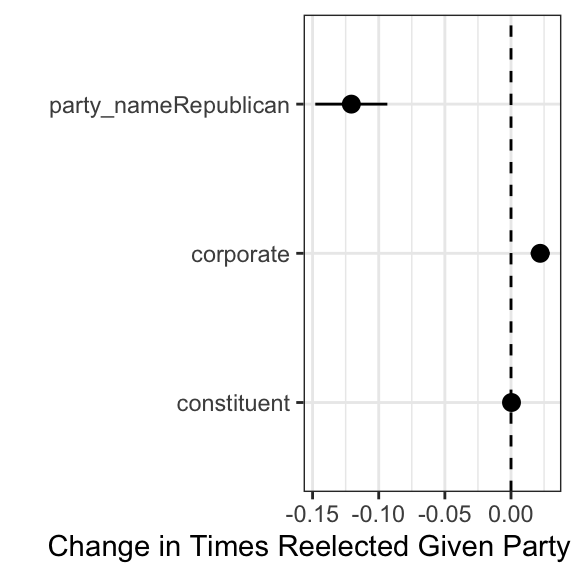 party_nameRepublican
corporate
constituent
-0.15 -0.10 -0.05 0.00
Change in Times Reelected Given Party